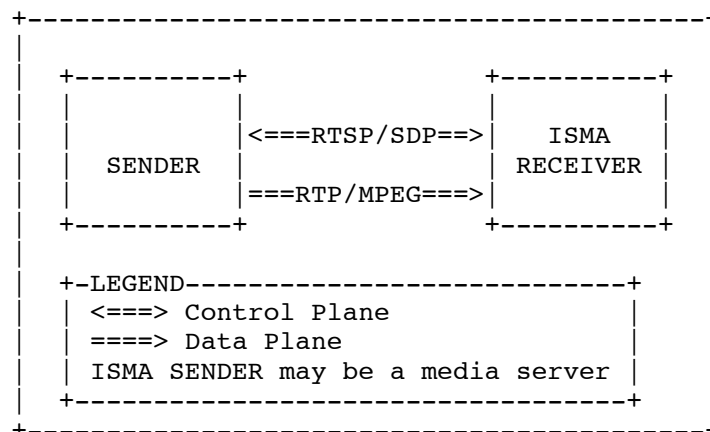 <===RTSP/SDP==> ISMA
SENDER RECEIVER
===RTP/MPEG===>
LEGEND
<===> Control Plane
====> Data Plane
ISMA SENDER may be a media server